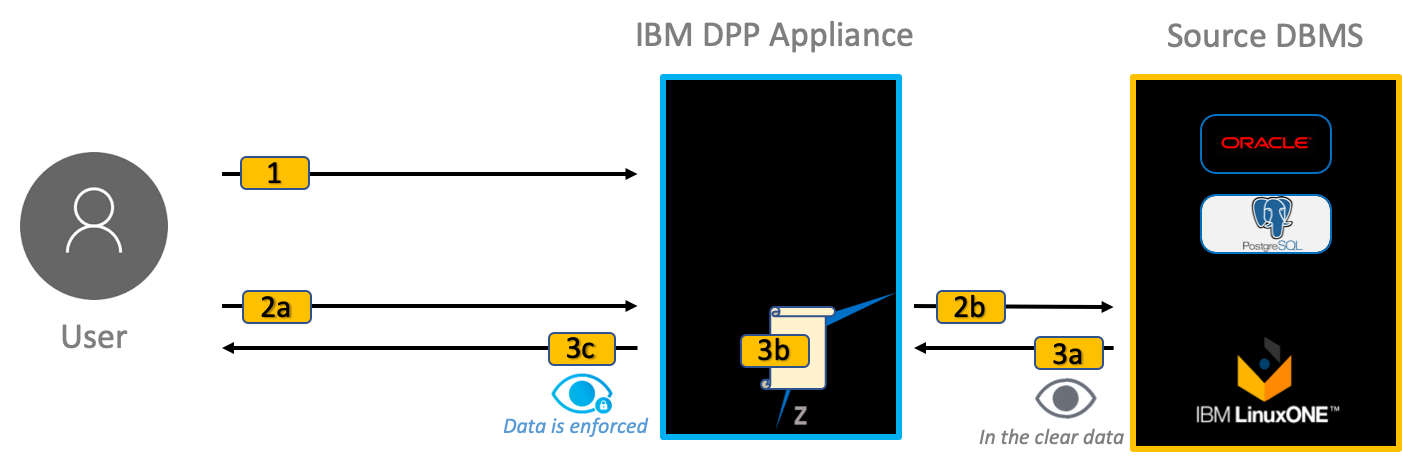 IBM DPP Appliance
Source DBMS
ORACLE
1
PostgreSQL
2a
2b
User
3c
3b
3a
Data is enforced
Z
In the clear data
IBM LinuxONE™